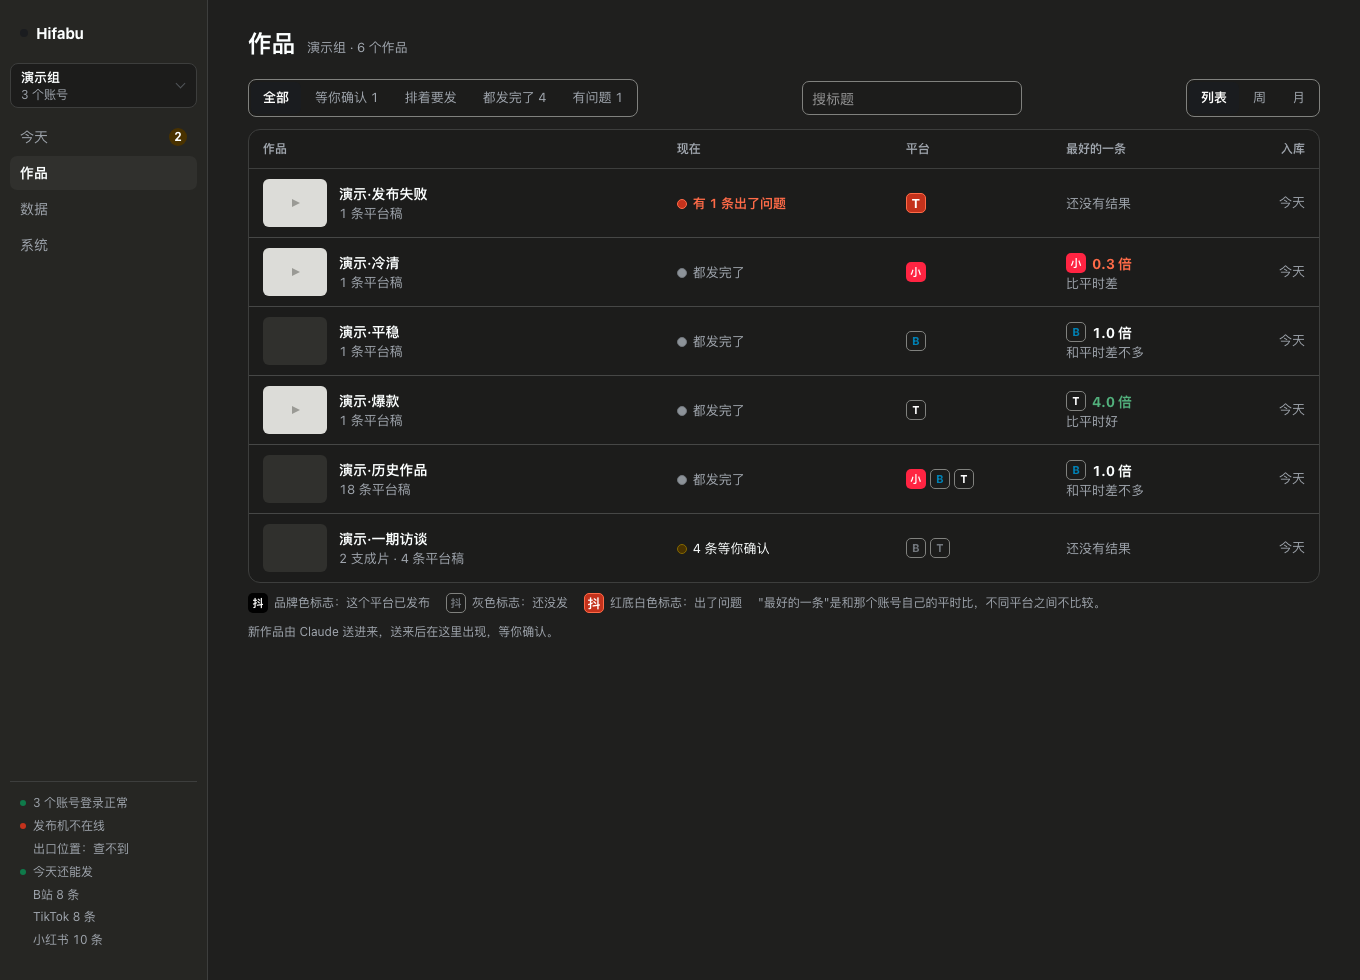 Hifabu
演示组
3 个账号
今天 2
作品
数据
系统
3 个账号登录正常
发布机不在线
出口位置：查不到
今天还能发
B站 8 条
TikTok 8 条
小红书 10 条
作品 演示组 · 6 个作品
全部 等你确认 1 排着要发 都发完了 4 有问题 1
搜标题
列表 周 月
作品 现在 平台 最好的一条 入库
演示·发布失败
1 条平台稿
有 1 条出了问题
T
还没有结果
今天
演示·冷清
1 条平台稿
都发完了
小
小 0.3 倍
比平时差
今天
演示·平稳
1 条平台稿
都发完了
B
B 1.0 倍
和平时差不多
今天
演示·爆款
1 条平台稿
都发完了
T
T 4.0 倍
比平时好
今天
演示·历史作品
18 条平台稿
都发完了
小 B T
B 1.0 倍
和平时差不多
今天
演示·一期访谈
2 支成片 · 4 条平台稿
4 条等你确认
B T
还没有结果
今天
抖 品牌色标志：这个平台已发布 抖 灰色标志：还没发 抖 红底白色标志：出了问题 "最好的一条"是和那个账号自己的平时比，不同平台之间不比较。
新作品由 Claude 送进来，送来后在这里出现，等你确认。